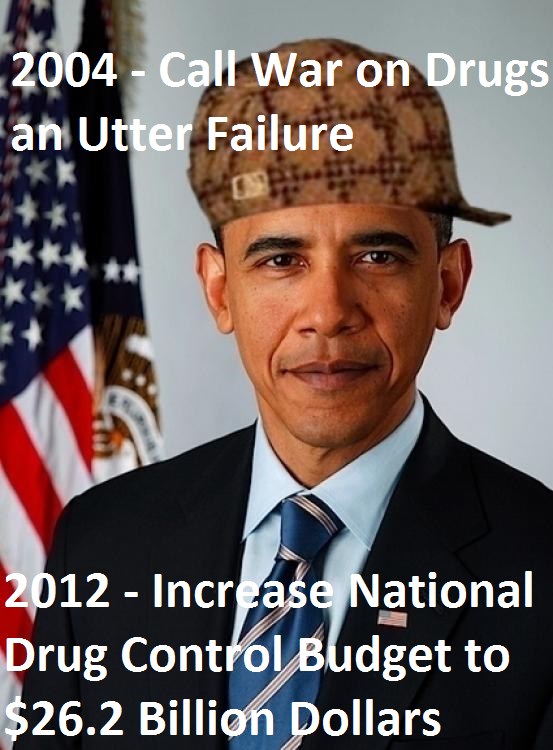 2004 - Call War on Drugs
an Utter Failure
2012 - Increase National
Drug Control Budget to
$26.2 Billion Dollars